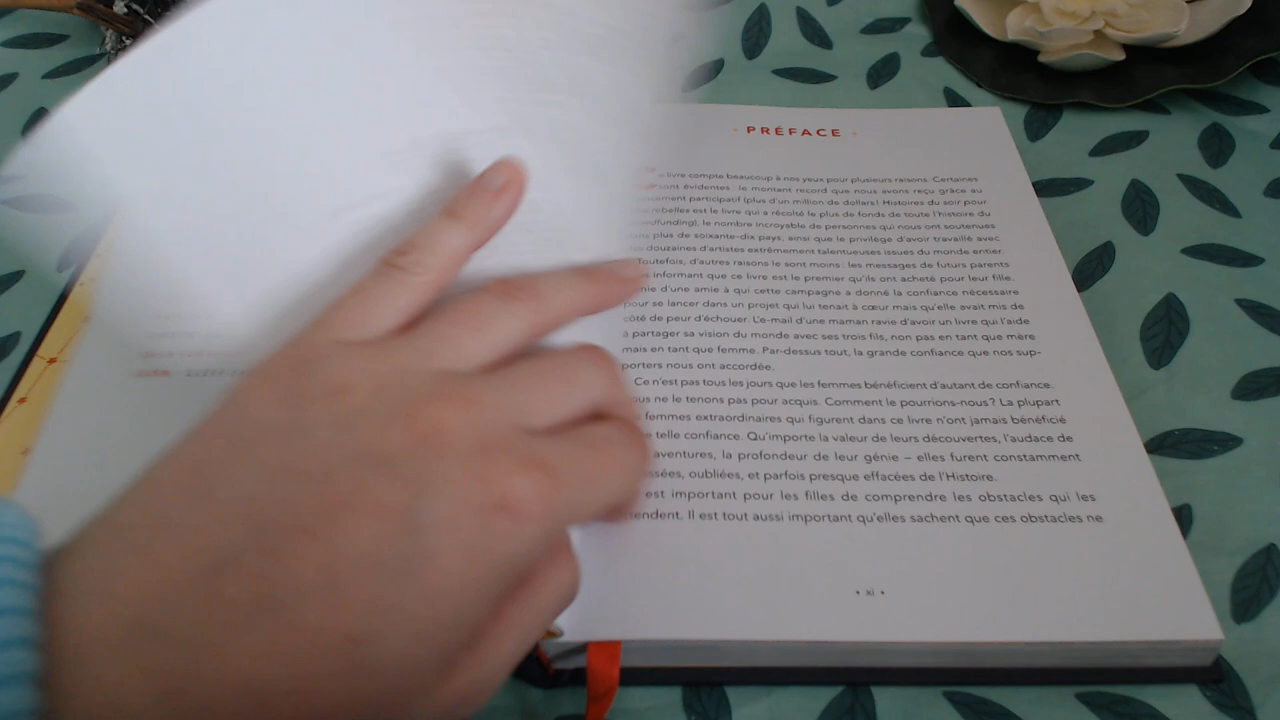 PRÉFACE
livre compte beaucoup à nos yeux pour plusieurs raisons. Certaines
sont évidentes : le montant record que nous avons reçu grâce au
participatif (plus d'un million de dollars! Histoires du soir pour
rebelles est le livre qui a récolté le plus de fonds de toute l'histoire du
le nombre incroyable de personnes qui nous ont soutenues
plus de soixante-dix pays, ainsi que le privilège d'avoir travaillé avec
douzaines d'artistes extrêmement talentueuses issues du monde entier.
Toutefois, d'autres raisons le sont moins : les messages de futurs parents
informant que ce livre est le premier qu'ils ont acheté pour leur fille.
d'une amie à qui cette campagne a donné la confiance nécessaire
pour se lancer dans un projet qui lui tenait à cœur mais qu'elle avait mis de
côté de peur d'échouer. L'e-mail d'une maman ravie d'avoir un livre qui l'aide
à partager sa vision du monde avec ses trois fils, non pas en tant que mère
mais en tant que femme. Par-dessus tout, la grande confiance que nos sup-
porters nous ont accordée.
Ce n'est pas tous les jours que les femmes bénéficient d'autant de confiance.
ne le tenons pas pour acquis. Comment le pourrions-nous? La plupart
femmes extraordinaires qui figurent dans ce livre n'ont jamais bénéficié
telle confiance. Qu'importe la valeur de leurs découvertes, l'audace de
aventures, la profondeur de leur génie – elles furent constamment
oubliées, et parfois presque effacées de l'Histoire.
est important pour les filles de comprendre les obstacles qui les
Il est tout aussi important qu'elles sachent que ces obstacles ne
• xi •